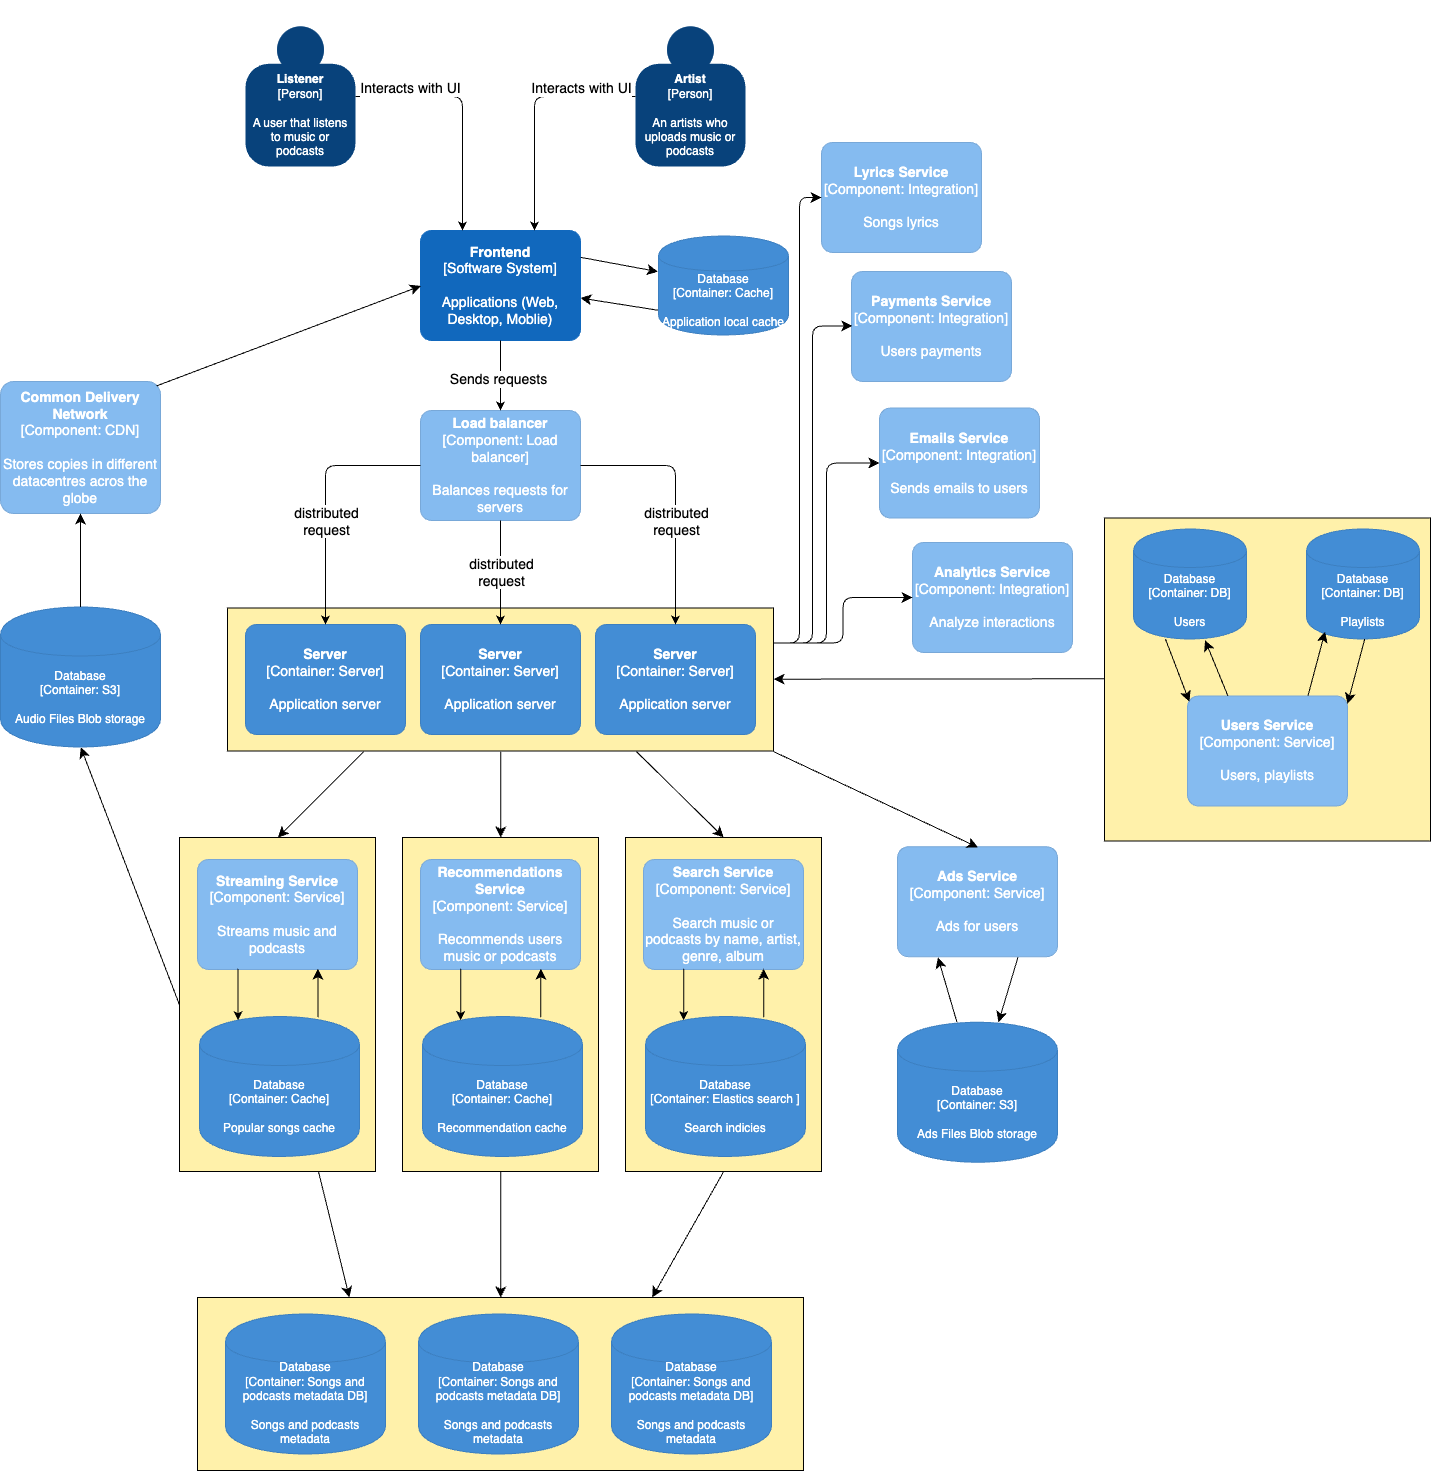 Listener
[Person]
A user that listens
to music or
podcasts
Interacts with UI
Interacts with UI
Artist
[Person]
An artists who
uploads music or
podcasts
Lyrics Service
[Component: Integration]
Songs lyrics
Frontend
[Software System]
Applications (Web,
Desktop, Moblie)
Database
[Container: Cache]
Application local cache
Payments Service
[Component: Integration]
Users payments
Sends requests
Common Delivery
Network
[Component: CDN]
Stores copies in different
datacentres acros the
globe
Load balancer
[Component: Load
balancer]
Balances requests for
servers
Emails Service
[Component: Integration]
Sends emails to users
distributed
request
distributed
request
distributed
request
Analytics Service
[Component: Integration]
Analyze interactions
Database
[Container: DB]
Users
Database
[Container: DB]
Playlists
Users Service
[Component: Service]
Users, playlists
Server
[Container: Server]
Application server
Server
[Container: Server]
Application server
Server
[Container: Server]
Application server
Database
[Container: S3]
Audio Files Blob storage
Streaming Service
[Component: Service]
Streams music and
podcasts
Recommendations
Service
[Component: Service]
Recommends users
music or podcasts
Search Service
[Component: Service]
Search music or
podcasts by name, artist,
genre, album
Ads Service
[Component: Service]
Ads for users
Database
[Container: Cache]
Popular songs cache
Database
[Container: Cache]
Recommendation cache
Database
[Container: Elastics search ]
Search indicies
Database
[Container: S3]
Ads Files Blob storage
Database
[Container: Songs and
podcasts metadata DB]
Songs and podcasts
metadata
Database
[Container: Songs and
podcasts metadata DB]
Songs and podcasts
metadata
Database
[Container: Songs and
podcasts metadata DB]
Songs and podcasts
metadata